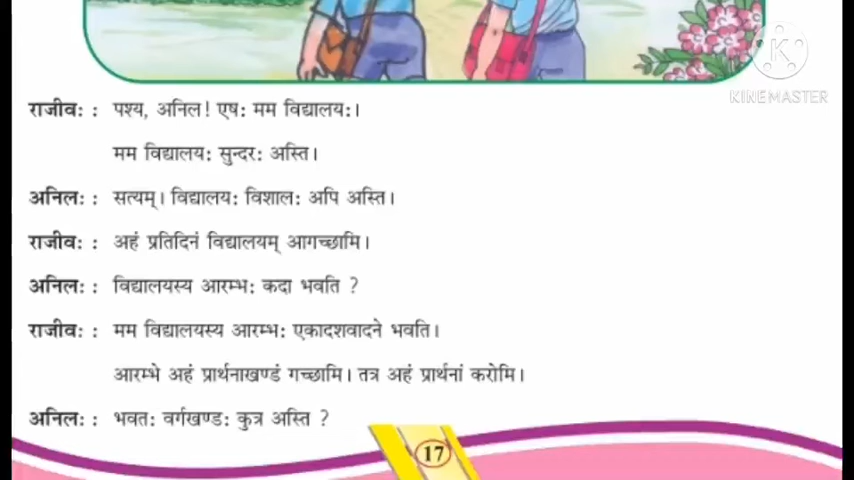 KINEMASTER
राजीवः : पश्य, अनिल! एषः मम विद्यालयः।
मम विद्यालयः सुन्दरः अस्ति।
अनिलः : सत्यम्। विद्यालयः विशालः अपि अस्ति।
राजीवः : अहं प्रतिदिनं विद्यालयम् आगच्छामि।
अनिलः : विद्यालयस्य आरम्भः कदा भवति ?
राजीवः : मम विद्यालयस्य आरम्भः एकादशवादने भवति।
आरम्भे अहं प्रार्थनाखण्डं गच्छामि। तत्र अहं प्रार्थनां करोमि।
अनिलः : भवतः वर्गखण्डः कुत्र अस्ति ?
17